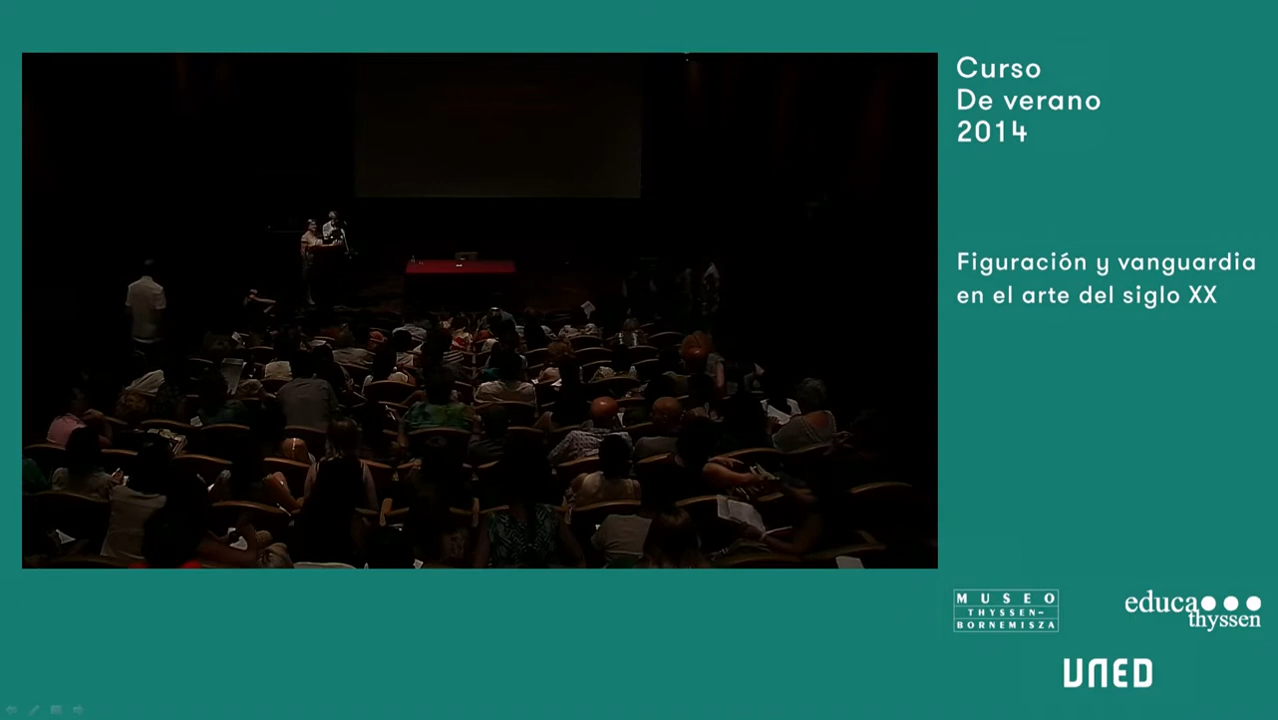 Curso
De verano
2014
Figuración y vanguardia
en el arte del siglo XX
MUSEO
THYSSEN-
BORNEMISZA
educa
thyssen
UNED